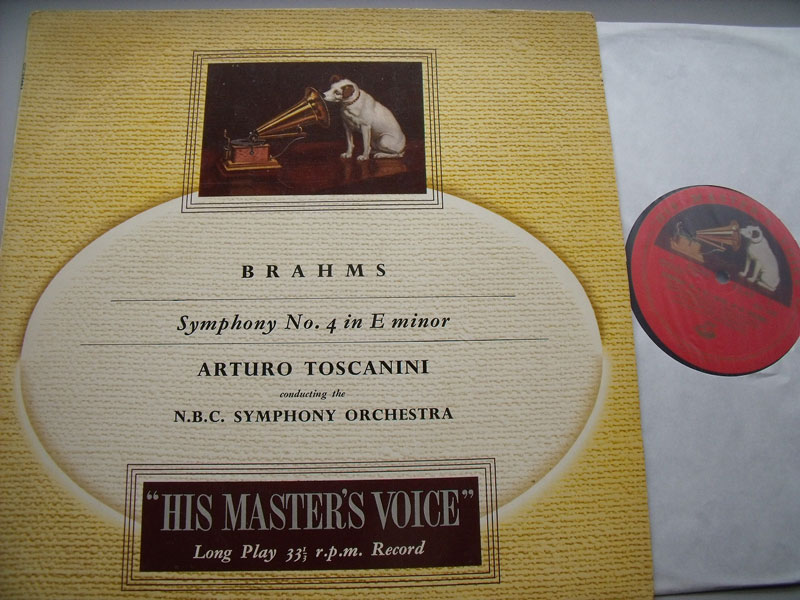 BRAHMS
Symphony No. 4 in E minor
ARTURO TOSCANINI
conducting the
N.B.C. SYMPHONY ORCHESTRA
"HIS MASTER'S VOICE"
Long Play 33⅓ r.p.m. Record